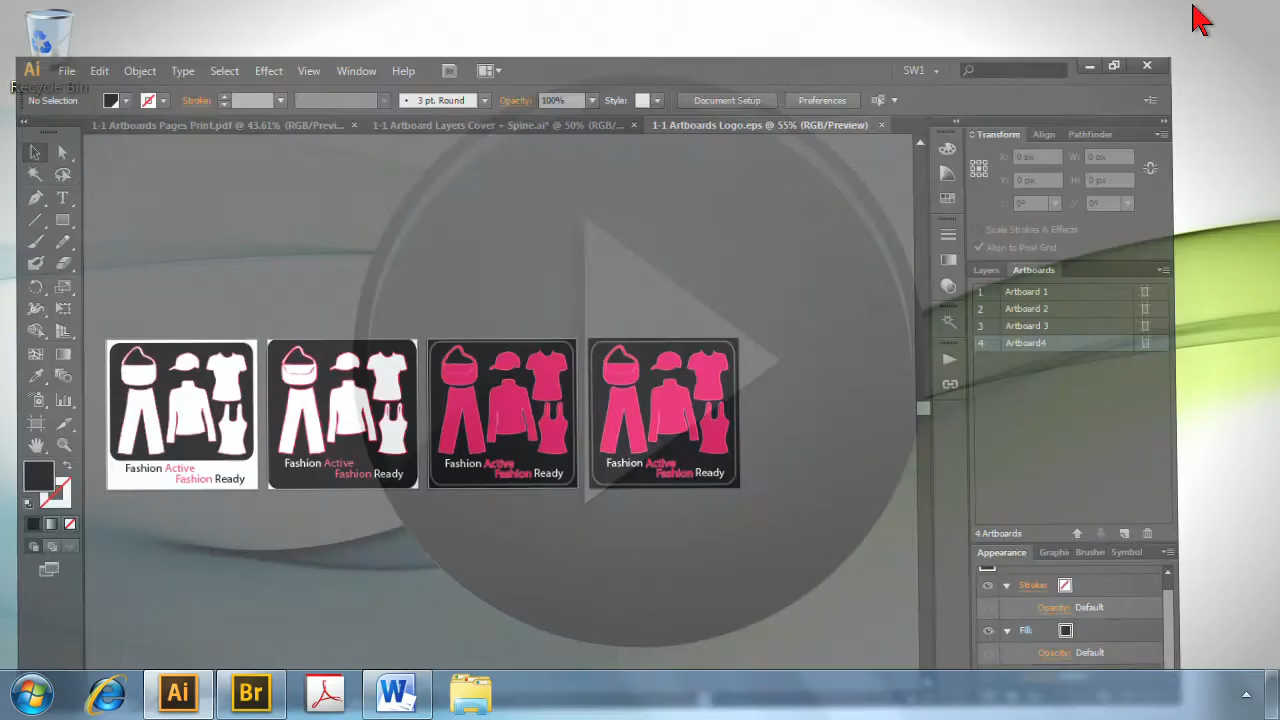 Recycle Bin
Ai File Edit Object Type Select Effect View Window Help Br SW1
No Selection Stroke: 3 pt. Round Opacity: 100% Style: Document Setup Preferences
1-1 Artboards Pages Print.pdf @ 43.61% (RGB/Previ... × 1-1 Artboard Layers Cover + Spine.ai* @ 50% (RGB/... × 1-1 Artboards Logo.eps @ 55% (RGB/Preview) ×
Transform Align Pathfinder
X: 0 px W: 0 px
Y: 0 px H: 0 px
0° 0°
Scale Strokes & Effects
Align to Pixel Grid
Layers Artboards
1 Artboard 1
2 Artboard 2
3 Artboard 3
4 Artboard4
Fashion Active
Fashion Ready
Fashion Active
Fashion Ready
Fashion Active
Fashion Ready
Fashion Active
Fashion Ready
4 Artboards
Appearance Graphi Brushe Symbol
Stroke:
Opacity: Default
Fill:
Opacity: Default
Ai Br W